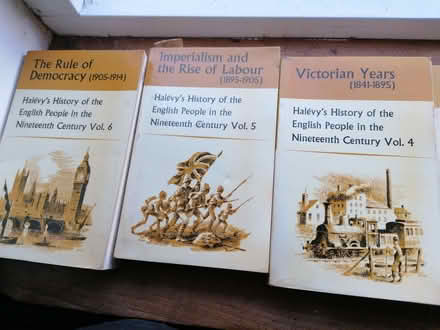 The Rule of
Democracy (1905-1914)
Halévy's History of the
English People in the
Nineteenth Century Vol. 6
Imperialism and
the Rise of Labour
(1895-1905)
Halévy's History of the
English People in the
Nineteenth Century Vol. 5
Victorian Years
(1841-1895)
Halévy's History of the
English People in the
Nineteenth Century Vol. 4